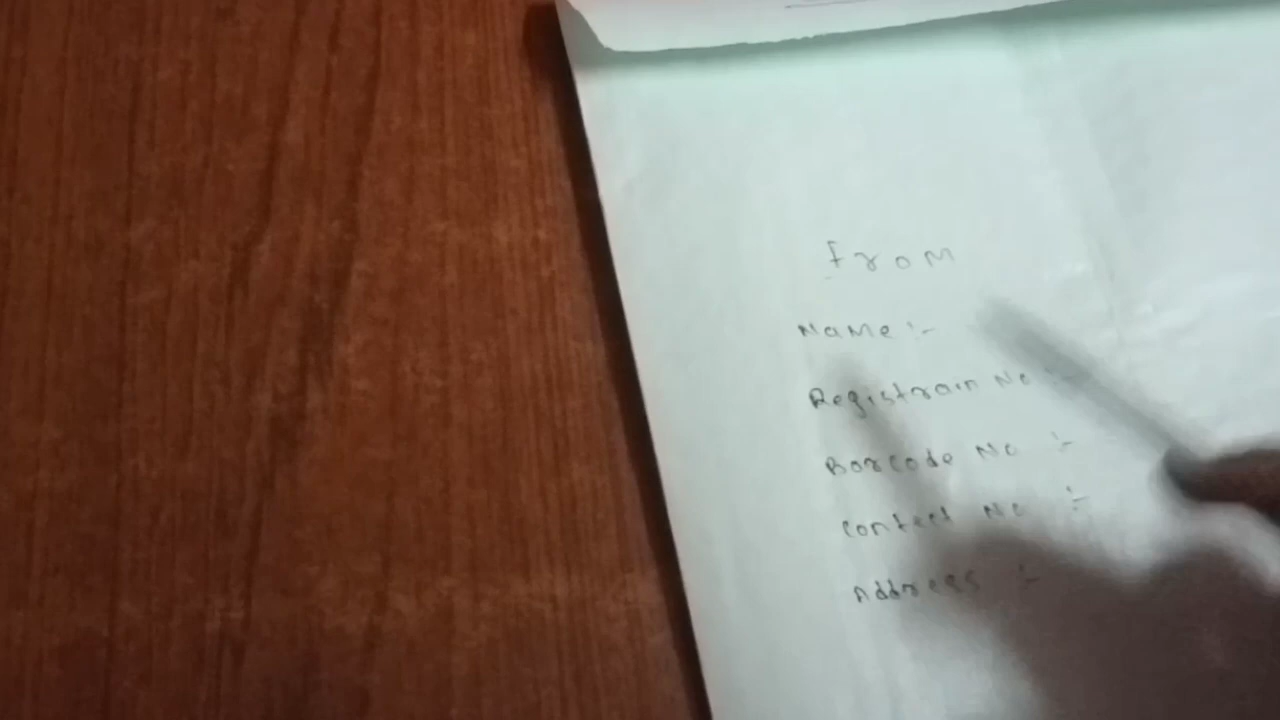 From
Name :-
Registrain No :-
Barcode No :-
Contect No :-
Address :-